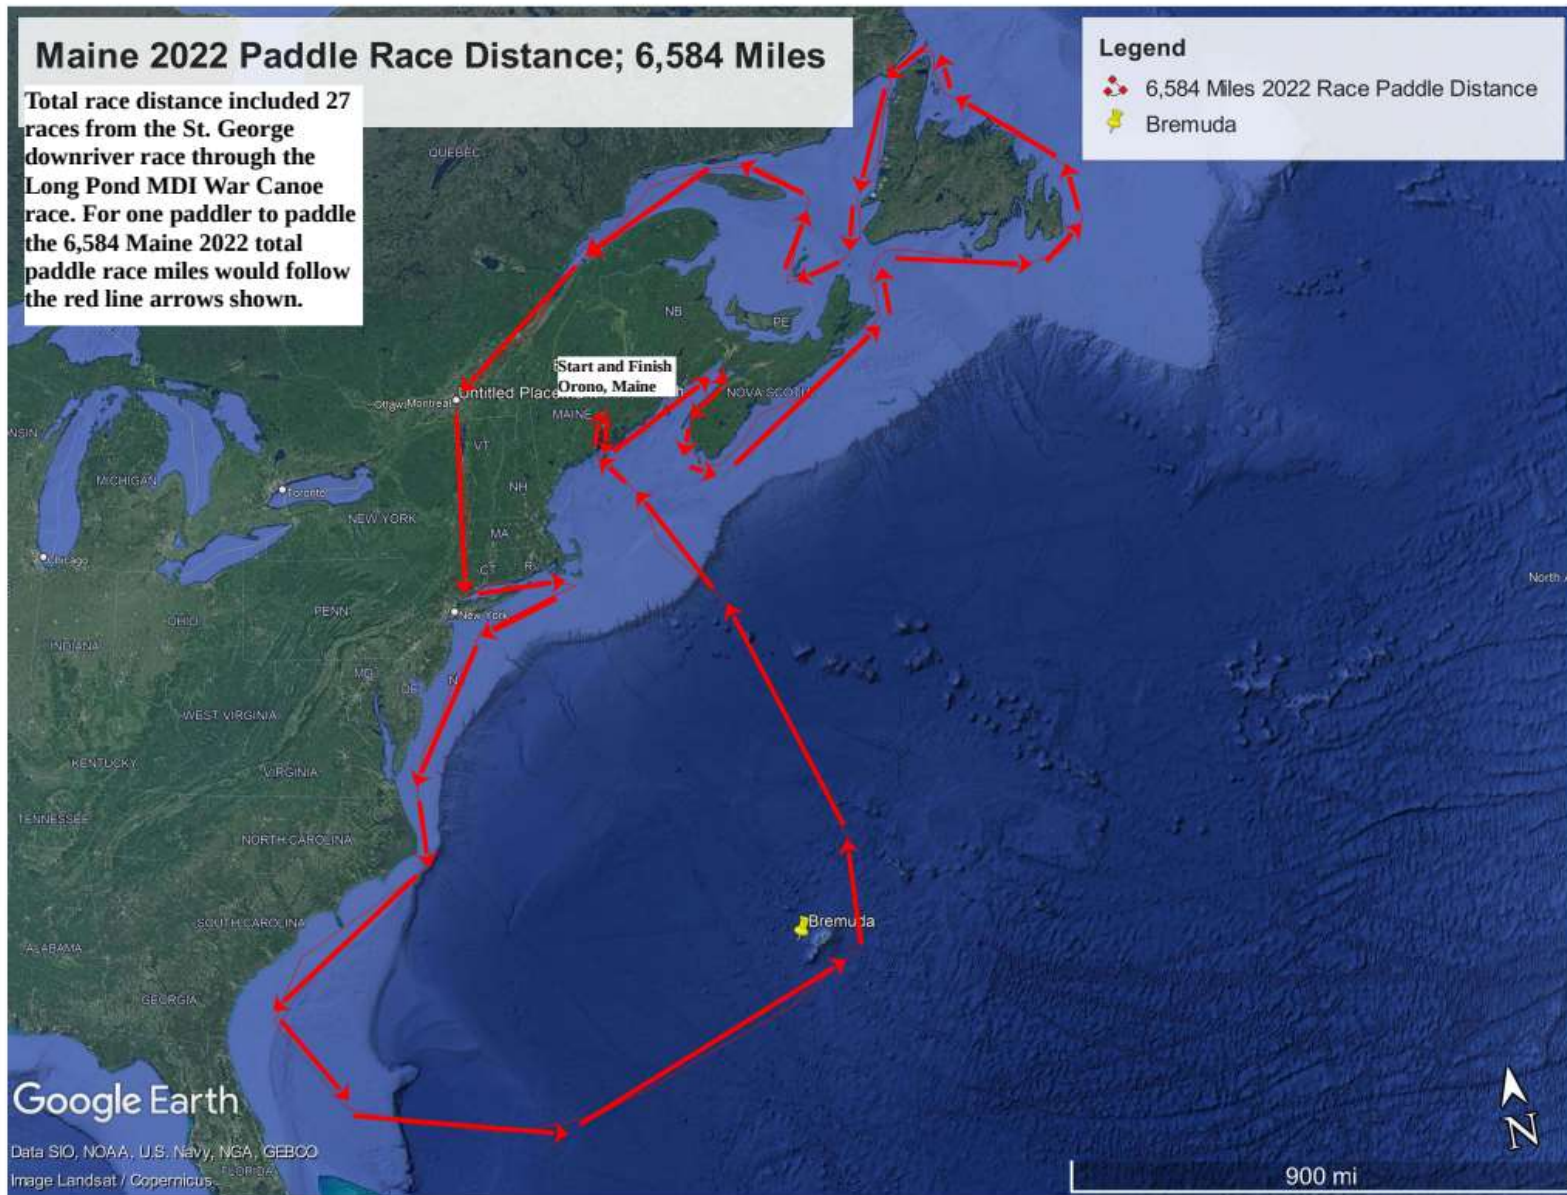 Maine 2022 Paddle Race Distance; 6,584 Miles
Total race distance included 27
races from the St. George
downriver race through the
Long Pond MDI War Canoe
race. For one paddler to paddle
the 6,584 Maine 2022 total
paddle race miles would follow
the red line arrows shown.
Legend
6,584 Miles 2022 Race Paddle Distance
Bremuda
QUEBEC
NB
PE
Start and Finish
Orono, Maine
Montreal
Untitled
NOVA
MAINE
VT
MICHIGAN
Toronto
NH
NEW YORK
MA
Chicago
CT
RI
North
PENN
New York
OHIO
INDIANA
MD
DE
WEST VIRGINIA
KENTUCKY
VIRGINIA
TENNESSEE
NORTH CAROLINA
SOUTH CAROLINA
Bremuda
ALABAMA
GEORGIA
Google Earth
N
Data SIO, NOAA, U.S. Navy, NGA, GEBCO
FLORIDA
Image Landsat / Copernicus
900 mi